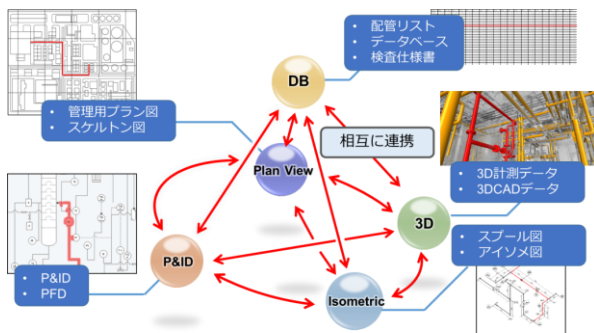 配管リスト
データベース
検査仕様書
DB
管理用プラン図
スケルトン図
相互に連携
Plan View
3D計測データ
3DCADデータ
3D
P&ID
スプール図
アイソメ図
P&ID
PFD
Isometric